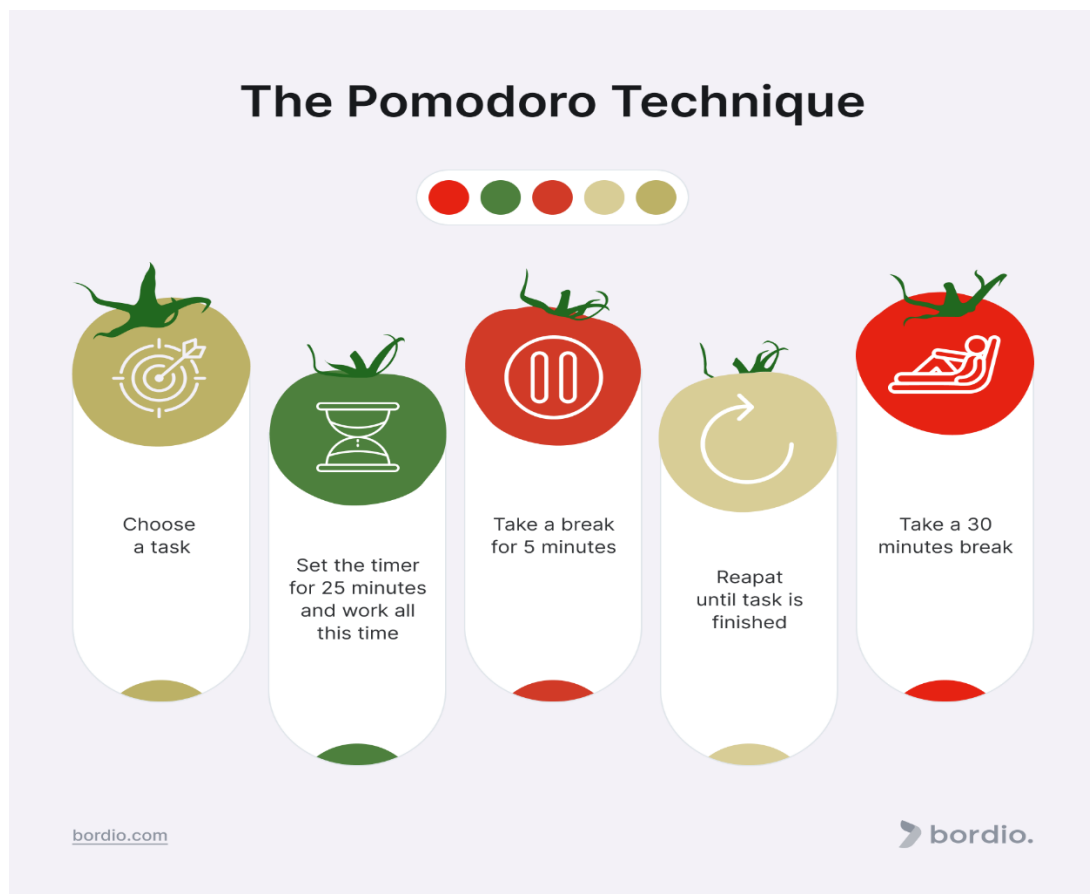 The Pomodoro Technique
Choose
a task
Set the timer
for 25 minutes
and work all
this time
Take a break
for 5 minutes
Reapat
until task is
finished
Take a 30
minutes break
bordio.com
bordio.